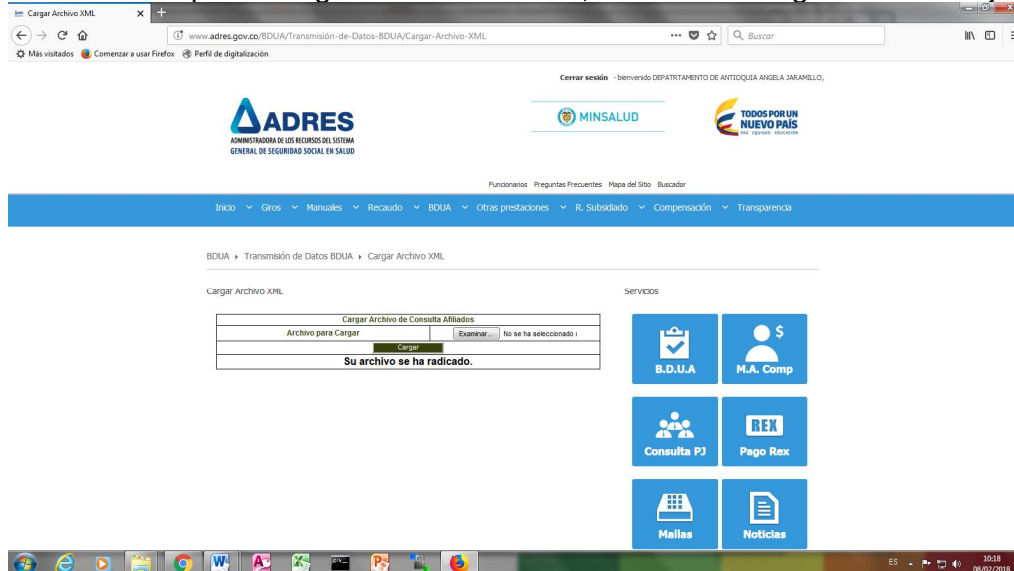 Cargar Archivo XML
www.adres.gov.co/BDUA/Transmisión-de-Datos-BDUA/Cargar-Archivo-XML
Buscar
Más visitados Comenzar a usar Firefox Perfil de digitalización
Cerrar sesión - bienvenido DEPATRTAMENTO DE ANTIOQUIA ANGELA JARAMILLO,
ADRES
ADMINISTRADORA DE LOS RECURSOS DEL SISTEMA
GENERAL DE SEGURIDAD SOCIAL EN SALUD
MINSALUD
TODOS POR UN
NUEVO PAÍS
PAZ EQUIDAD EDUCACIÓN
Funcionarios Preguntas Frecuentes Mapa del Sitio Buscador
Inicio Giros Manuales Recaudo BDUA Otras prestaciones R. Subsidiado Compensación Transparencia
BDUA Transmisión de Datos BDUA Cargar Archivo XML
Cargar Archivo XML
Servicios
Cargar Archivo de Consulta Afiliados
Archivo para Cargar Examinar... No se ha seleccionado
Cargar
Su archivo se ha radicado.
B.D.U.A M.A. Comp
REX
Consulta PJ Pago Rex
Mallas Noticias
ES 10:18
08/02/2018